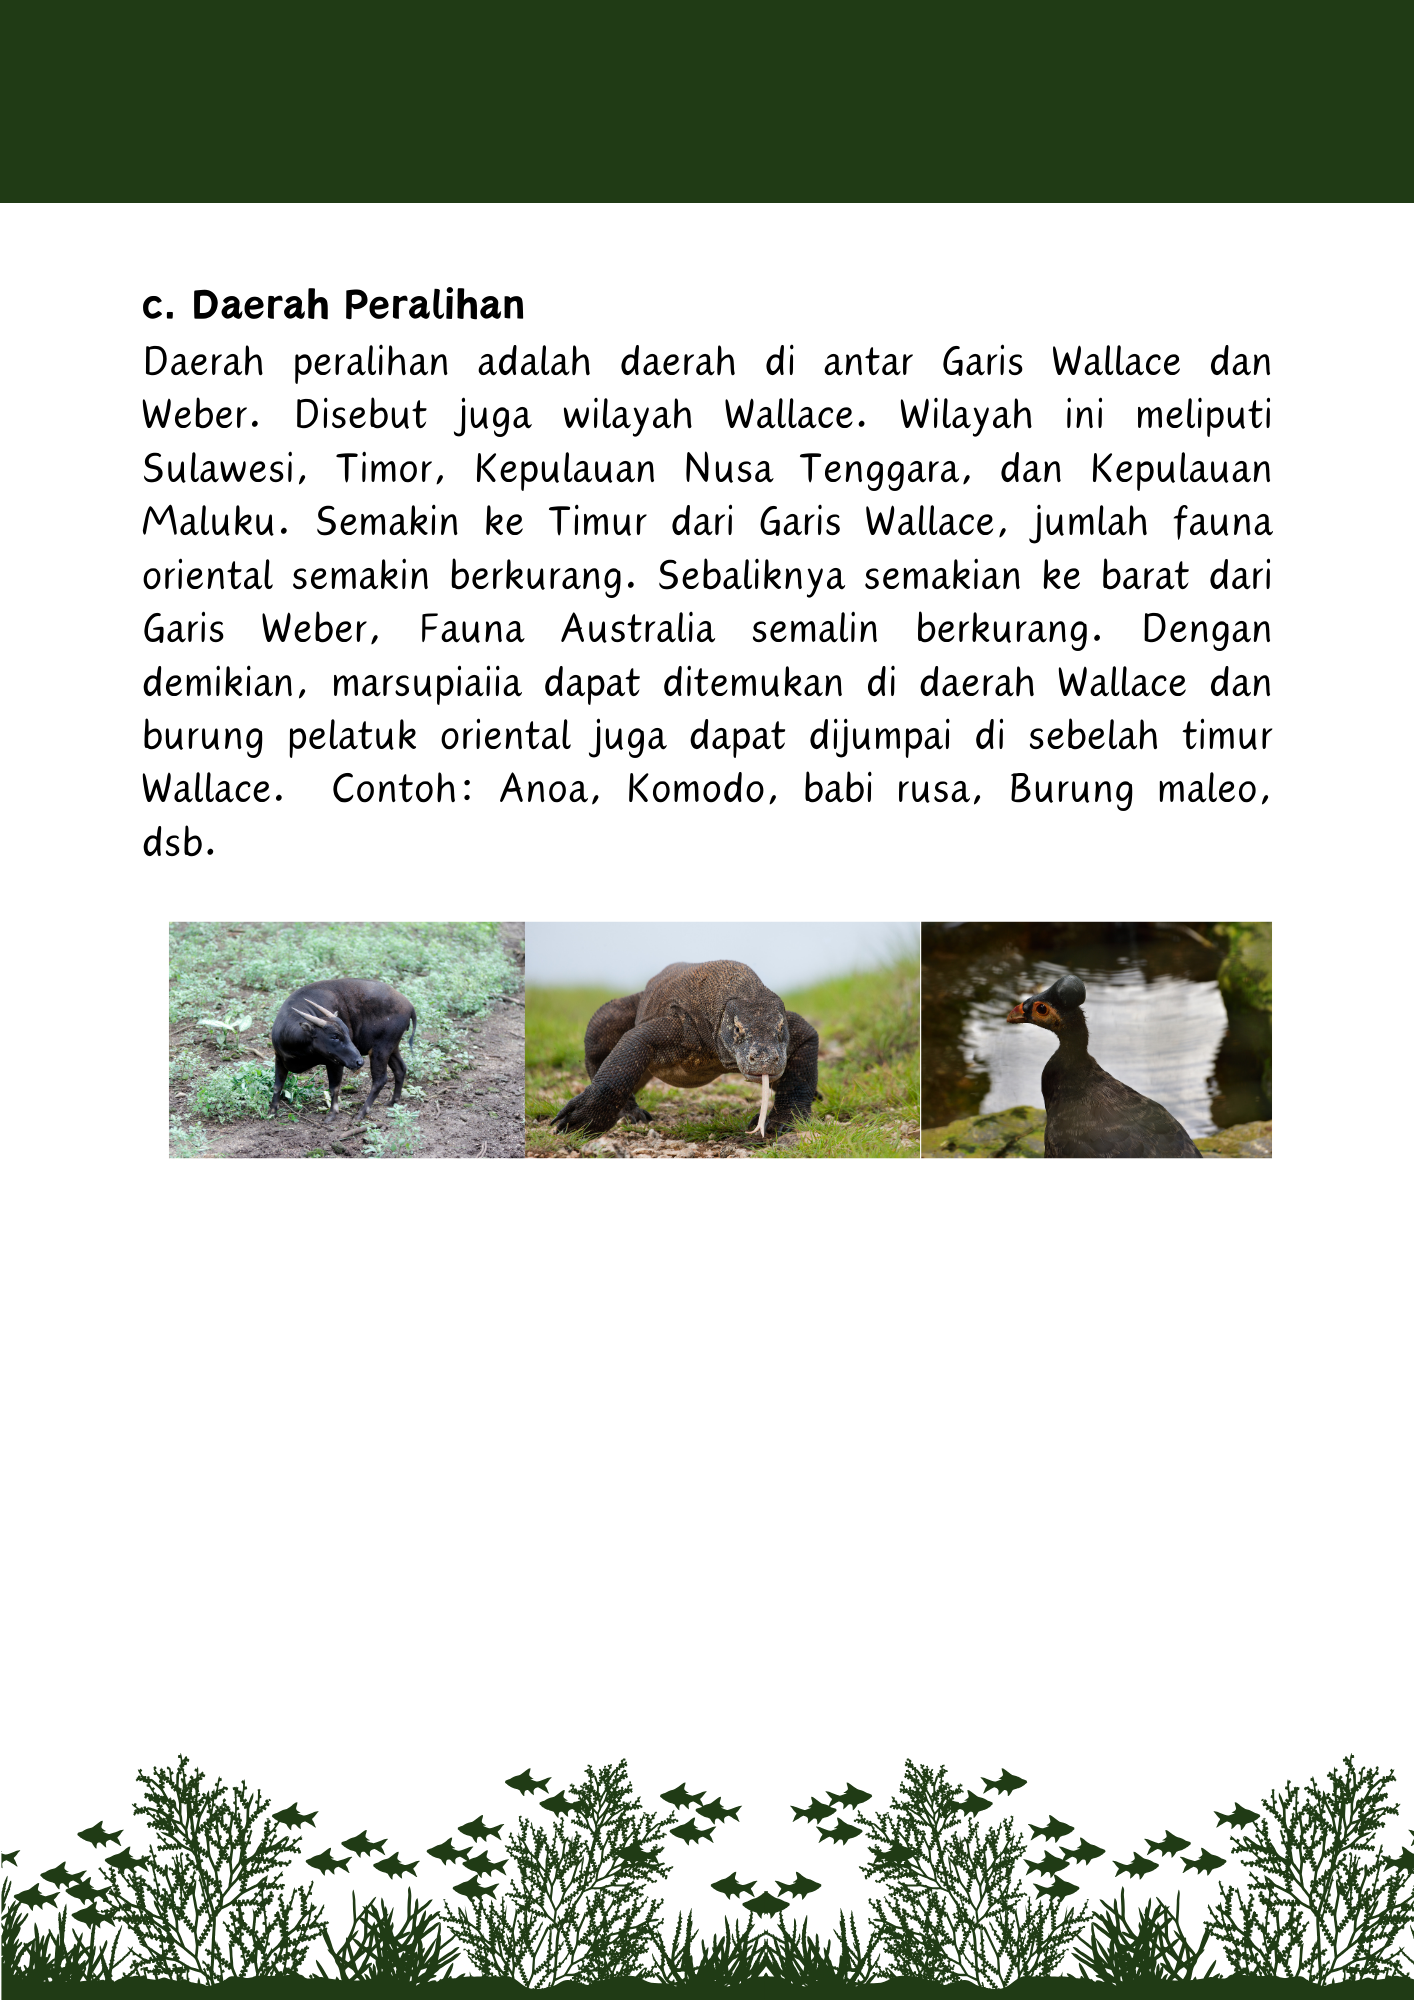 c. Daerah Peralihan
Daerah peralihan adalah daerah di antar Garis Wallace dan
Weber. Disebut juga wilayah Wallace. Wilayah ini meliputi
Sulawesi, Timor, Kepulauan Nusa Tenggara, dan Kepulauan
Maluku. Semakin ke Timur dari Garis Wallace, jumlah fauna
oriental semakin berkurang. Sebaliknya semakian ke barat dari
Garis Weber, Fauna Australia semalin berkurang. Dengan
demikian, marsupiaiia dapat ditemukan di daerah Wallace dan
burung pelatuk oriental juga dapat dijumpai di sebelah timur
Wallace. Contoh: Anoa, Komodo, babi rusa, Burung maleo,
dsb.